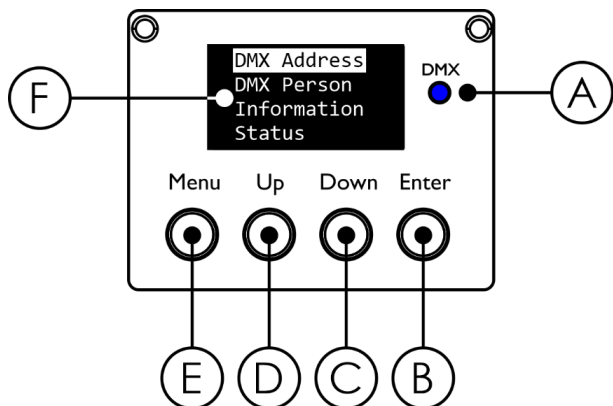 DMX Address
DMX Person
Information
Status
DMX
F
A
Menu Up Down Enter
E D C B